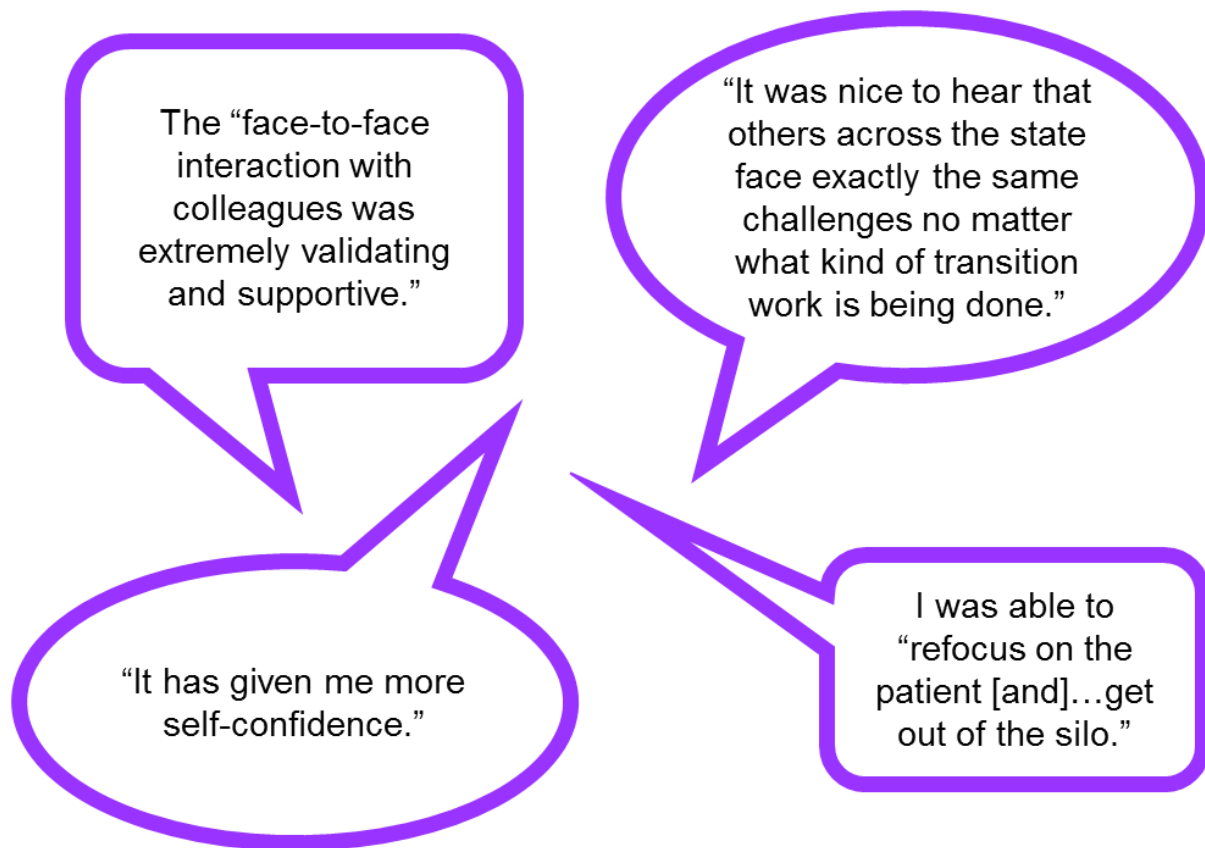 The “face-to-face
interaction with
colleagues was
extremely validating
and supportive.”
“It was nice to hear that
others across the state
face exactly the same
challenges no matter
what kind of transition
work is being done.”
“It has given me more
self-confidence.”
I was able to
“refocus on the
patient [and]…get
out of the silo.”